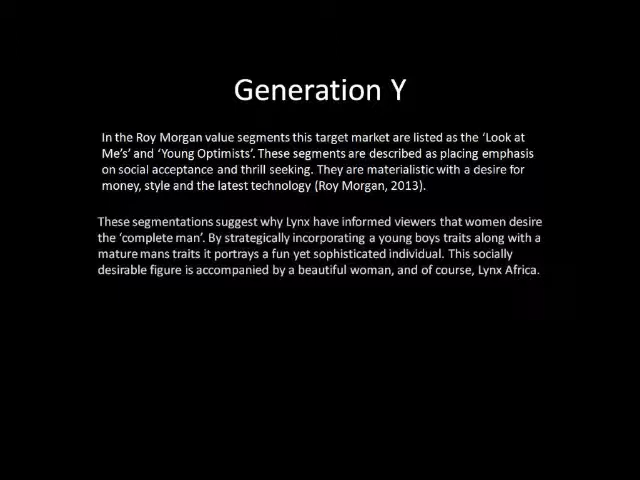 Generation Y
In the Roy Morgan value segments this target market are listed as the ‘Look at
Me’s’ and ‘Young Optimists’. These segments are described as placing emphasis
on social acceptance and thrill seeking. They are materialistic with a desire for
money, style and the latest technology (Roy Morgan, 2013).
These segmentations suggest why Lynx have informed viewers that women desire
the ‘complete man’. By strategically incorporating a young boys traits along with a
mature mans traits it portrays a fun yet sophisticated individual. This socially
desirable figure is accompanied by a beautiful woman, and of course, Lynx Africa.